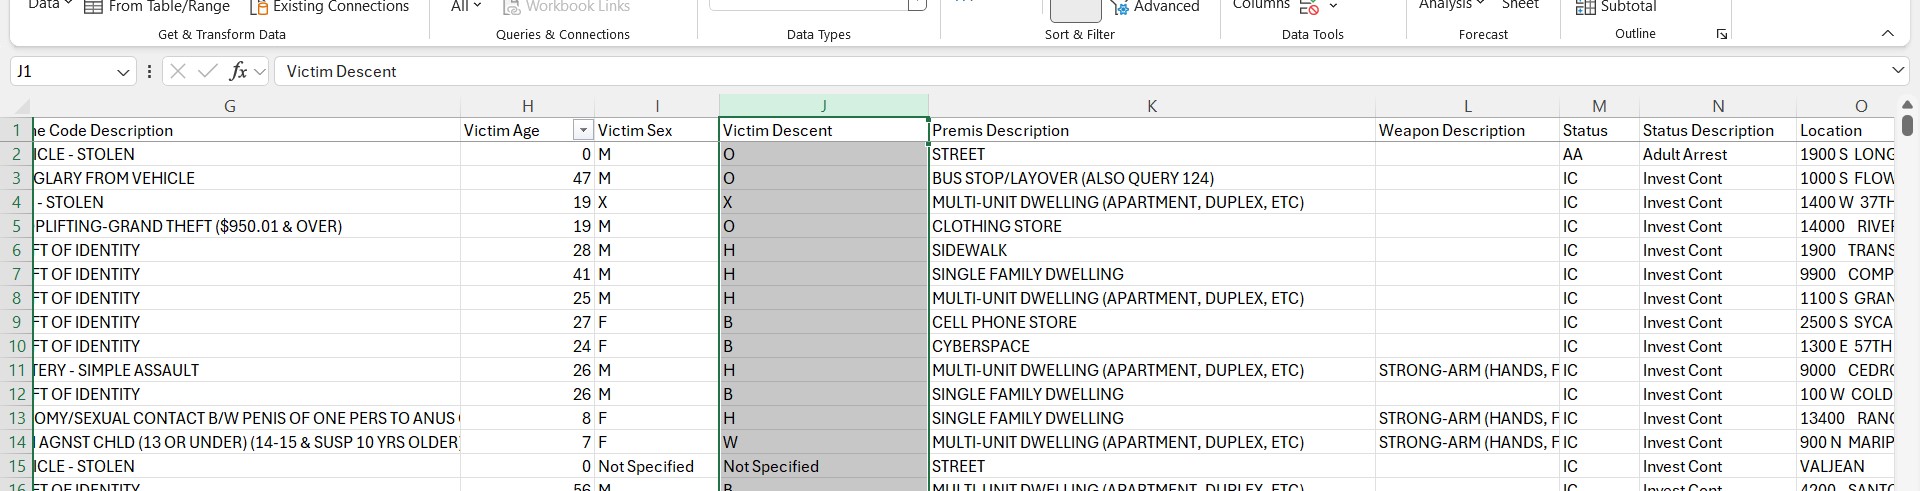 Data From Table/Range Existing Connections All Workbook Links Advanced Columns Analysis Sheet Subtotal
Get & Transform Data Queries & Connections Data Types Sort & Filter Data Tools Forecast Outline
J1 fx Victim Descent
G H I J K L M N O
1 ne Code Description Victim Age Victim Sex Victim Descent Premis Description Weapon Description Status Status Description Location
2 ICLE - STOLEN 0 M O STREET AA Adult Arrest 1900 S LONG
3 GLARY FROM VEHICLE 47 M O BUS STOP/LAYOVER (ALSO QUERY 124) IC Invest Cont 1000 S FLOW
4 - STOLEN 19 X X MULTI-UNIT DWELLING (APARTMENT, DUPLEX, ETC) IC Invest Cont 1400 W 37TH
5 PLIFTING-GRAND THEFT ($950.01 & OVER) 19 M O CLOTHING STORE IC Invest Cont 14000 RIVER
6 FT OF IDENTITY 28 M H SIDEWALK IC Invest Cont 1900 TRANS
7 FT OF IDENTITY 41 M H SINGLE FAMILY DWELLING IC Invest Cont 9900 COMP
8 FT OF IDENTITY 25 M H MULTI-UNIT DWELLING (APARTMENT, DUPLEX, ETC) IC Invest Cont 1100 S GRAN
9 FT OF IDENTITY 27 F B CELL PHONE STORE IC Invest Cont 2500 S SYCA
10 FT OF IDENTITY 24 F B CYBERSPACE IC Invest Cont 1300 E 57TH
11 TERY - SIMPLE ASSAULT 26 M H MULTI-UNIT DWELLING (APARTMENT, DUPLEX, ETC) STRONG-ARM (HANDS, F IC Invest Cont 9000 CEDRO
12 FT OF IDENTITY 26 M B SINGLE FAMILY DWELLING IC Invest Cont 100 W COLD
13 OMY/SEXUAL CONTACT B/W PENIS OF ONE PERS TO ANUS 8 F H SINGLE FAMILY DWELLING STRONG-ARM (HANDS, F IC Invest Cont 13400 RANC
14 AGNST CHLD (13 OR UNDER) (14-15 & SUSP 10 YRS OLDER) 7 F W MULTI-UNIT DWELLING (APARTMENT, DUPLEX, ETC) STRONG-ARM (HANDS, F IC Invest Cont 900 N MARIP
15 ICLE - STOLEN 0 Not Specified Not Specified STREET IC Invest Cont VALJEAN
16 FT OF IDENTITY 56 M B MULTI-UNIT DWELLING (APARTMENT, DUPLEX, ETC) IC Invest Cont 4200 SANTO